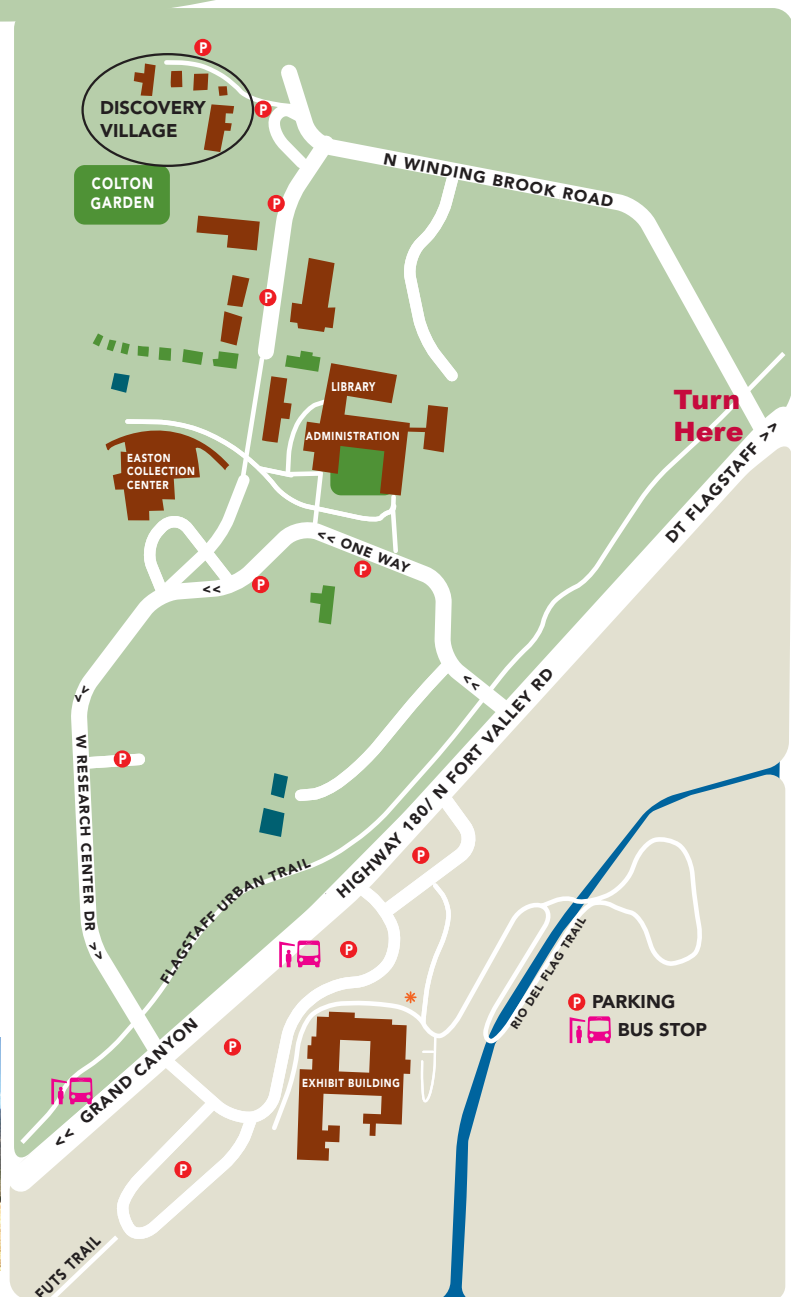 P
DISCOVERY
VILLAGE
P
N WINDING BROOK ROAD
COLTON
GARDEN
P
P
LIBRARY
Turn
Here
ADMINISTRATION
EASTON
COLLECTION
CENTER
DT FLAGSTAFF >>
<< ONE WAY
P
P
<<
<<
>>
W RESEARCH CENTER DR >>
P
HIGHWAY 180/ N FORT VALLEY RD
P
FLAGSTAFF URBAN TRAIL
P
RIO DEL FLAG TRAIL
P PARKING
BUS STOP
P
<< GRAND CANYON
EXHIBIT BUILDING
P
FUTS TRAIL